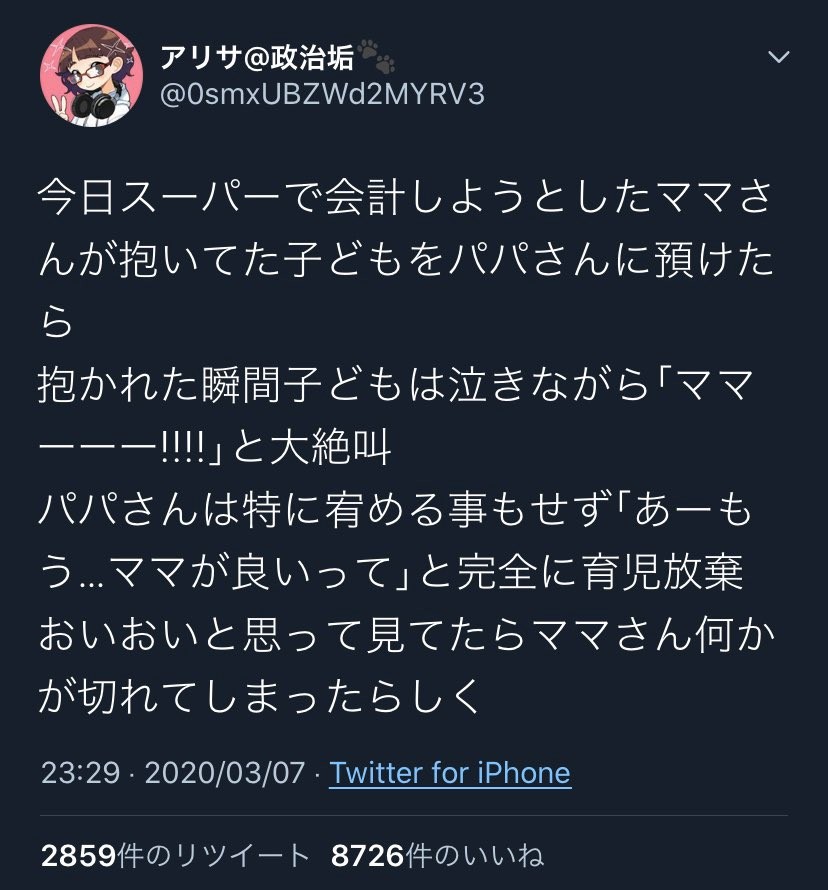 アリサ@政治垢🐾
@0smxUBZWd2MYRV3
今日スーパーで会計しようとしたママさ
んが抱いてた子どもをパパさんに預けた
ら
抱かれた瞬間子どもは泣きながら「ママ
ーーー!!!!」と大絶叫
パパさんは特に宥める事もせず「あーも
う...ママが良いって」と完全に育児放棄
おいおいと思って見てたらママさん何か
が切れてしまったらしく
23:29 · 2020/03/07 · Twitter for iPhone
2859件のリツイート 8726件のいいね